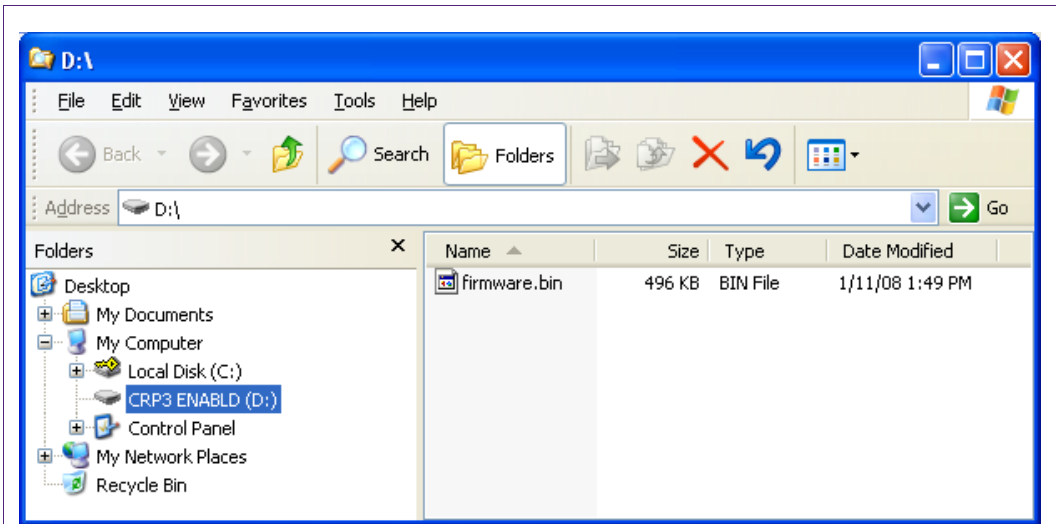 D:\
File Edit View Favorites Tools Help
Back Search Folders
Address D:\ Go
Folders
Desktop
My Documents
My Computer
Local Disk (C:)
CRP3 ENABLD (D:)
Control Panel
My Network Places
Recycle Bin
Name Size Type Date Modified
firmware.bin 496 KB BIN File 1/11/08 1:49 PM